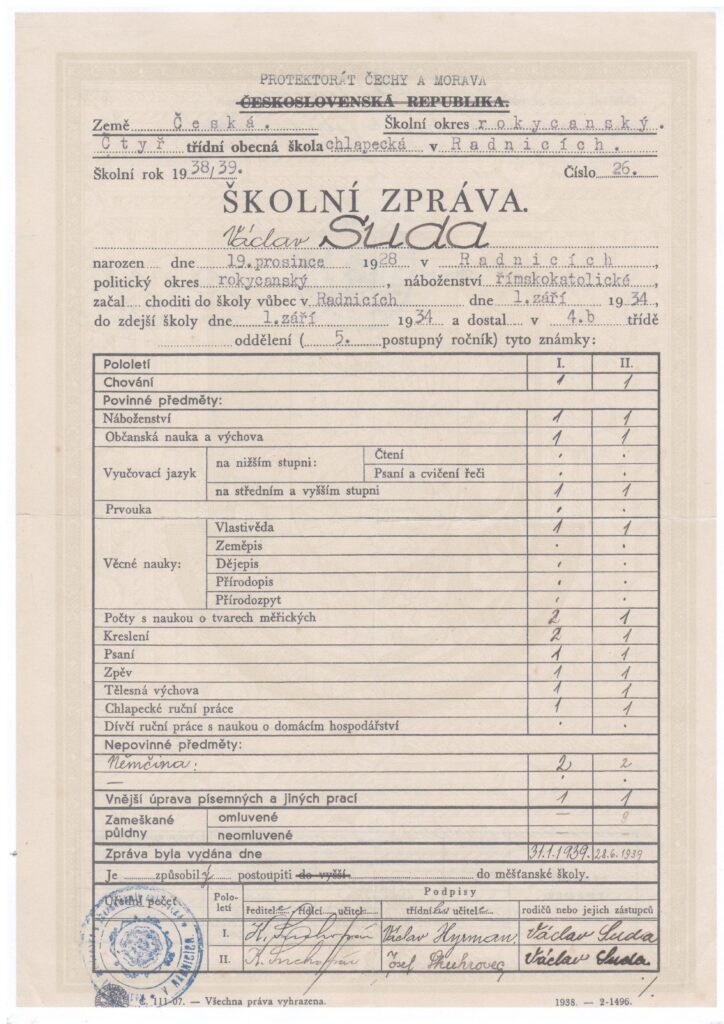 PROTEKTORÁT ČECHY A MORAVA
ČESKOSLOVENSKÁ REPUBLIKA.
Země Česká. Školní okres rokycanský.
Čtyř třídní obecná škola chlapecká v Radnicích.
Školní rok 1938/39. Číslo 26.
ŠKOLNÍ ZPRÁVA.
Václav Suda
narozen dne 19.prosince 1928 v Radnicích,
politický okres rokycanský, náboženství římskokatolické,
začal choditi do školy vůbec v Radnicích dne 1.září 1934,
do zdejší školy dne 1.září 1934 a dostal v 4.b třídě
oddělení (5. postupný ročník) tyto známky:
Pololetí I. II.
Chování 1 1
Povinné předměty:
Náboženství 1 1
Občanská nauka a výchova 1 1
Vyučovací jazyk na nižším stupni: Čtení . .
Psaní a cvičení řeči . .
na středním a vyšším stupni 1 1
Prvouka . .
Věcné nauky: Vlastivěda 1 1
Zeměpis . .
Dějepis . .
Přírodopis . .
Přírodozpyt . .
Počty s naukou o tvarech měřických 2 1
Kreslení 2 1
Psaní 1 1
Zpěv 1 1
Tělesná výchova 1 1
Chlapecké ruční práce 1 1
Dívčí ruční práce s naukou o domácím hospodářství . .
Nepovinné předměty:
Němčina: 2 2
— . .
Vnější úprava písemných a jiných prací 1 1
Zameškané půldny omluvené —
neomluvené — —
Zpráva byla vydána dne 31.1.1939. 28.6.1939
Je způsobilý postoupiti do vyšší do měšťanské školy.
Úřední počet Pololetí Podpisy
ředitele řídící učitel třídní učitel rodičů nebo jejich zástupců
I. Václav Hyrman. Václav Suda
II. Josef Václav Suda
Č. 111-07. — Všechna práva vyhrazena. 1938. — 2-1496.